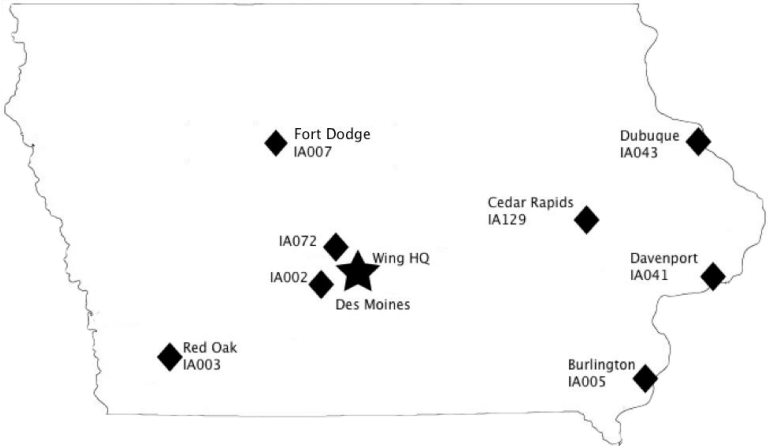 Fort Dodge
IA007
Dubuque
IA043
Cedar Rapids
IA129
IA072
Wing HQ
IA002
Des Moines
Davenport
IA041
Red Oak
IA003
Burlington
IA005